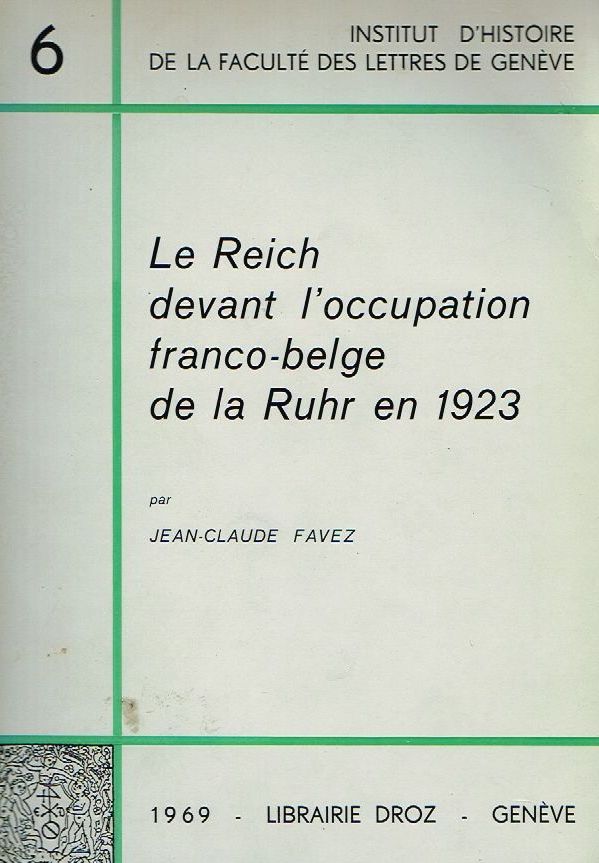 6
INSTITUT D'HISTOIRE
DE LA FACULTÉ DES LETTRES DE GENÈVE
Le Reich
devant l'occupation
franco-belge
de la Ruhr en 1923
par
JEAN-CLAUDE FAVEZ
1969 - LIBRAIRIE DROZ - GENÈVE